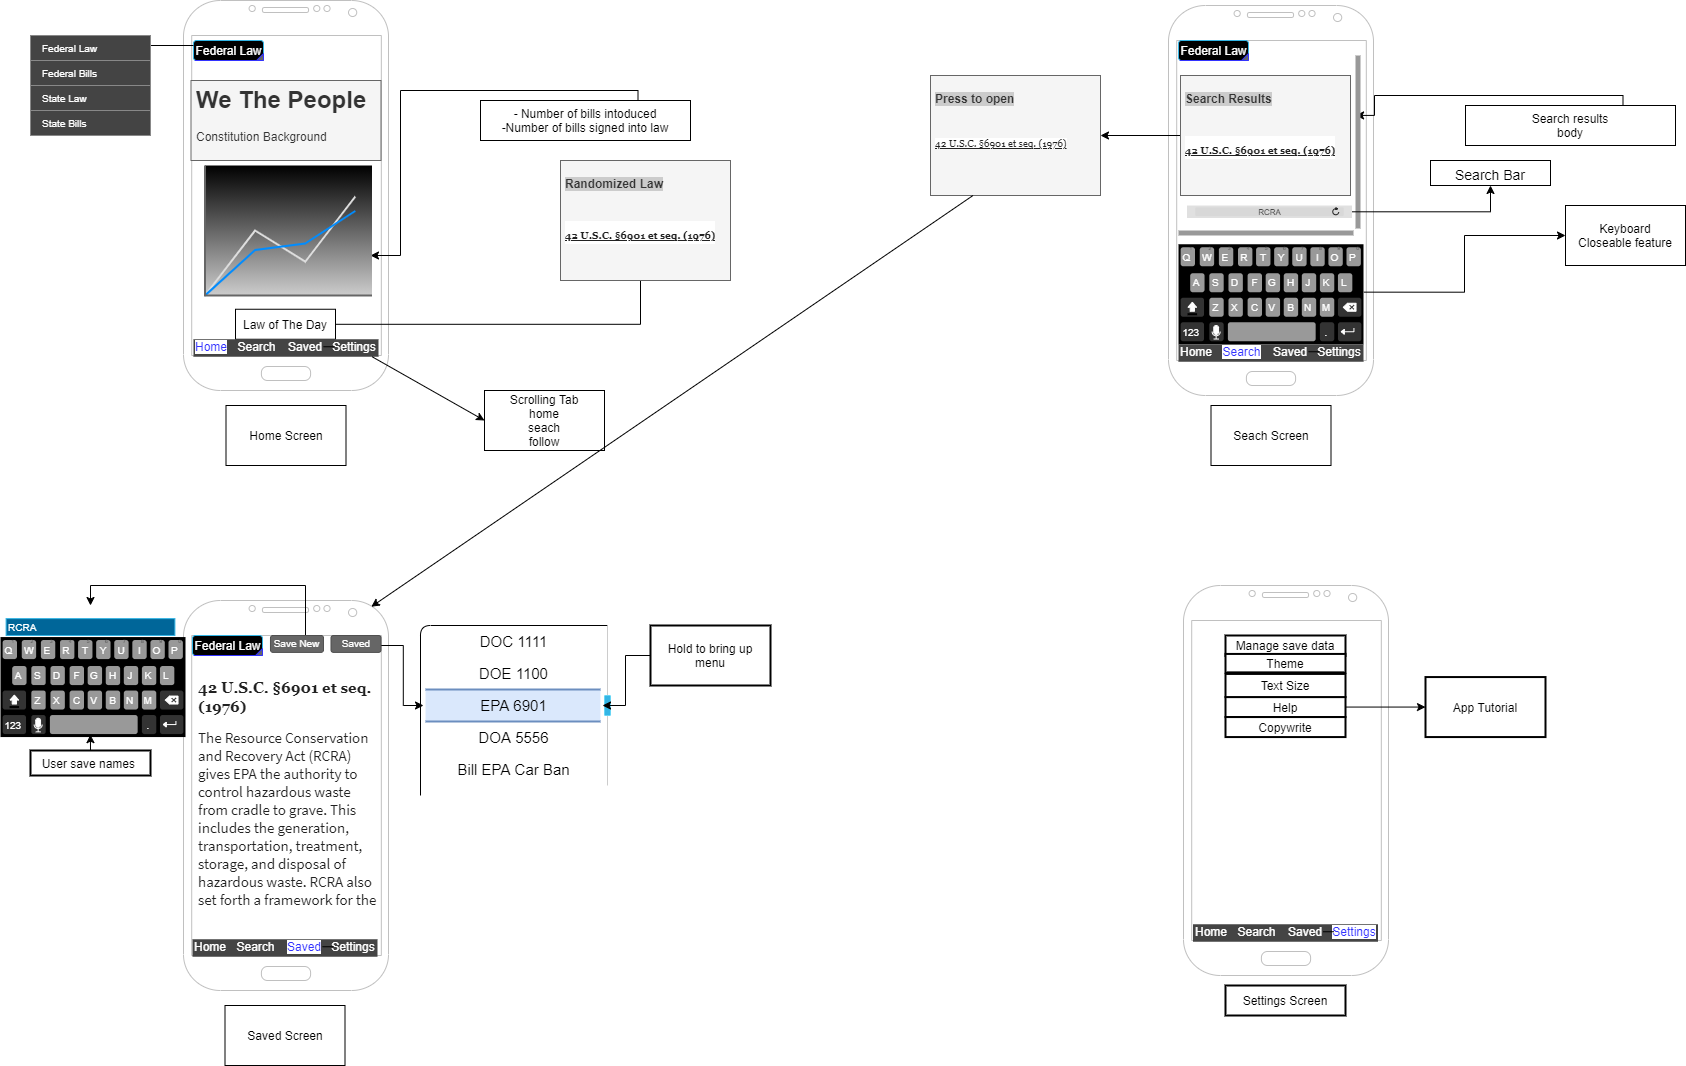 Federal Law
Federal Bills
State Law
State Bills
Federal Law
We The People
Constitution Background
- Number of bills intoduced
-Number of bills signed into law
Randomized Law
42 U.S.C. §6901 et seq. (1976)
Law of The Day
Home Search Saved Settings
Scrolling Tab
home
seach
follow
Home Screen
Press to open
42 U.S.C. §6901 et seq. (1976)
Federal Law
Search Results
42 U.S.C. §6901 et seq. (1976)
RCRA
Search results
body
Search Bar
Keyboard
Closeable feature
Q W E R T Y U I O P
A S D F G H J K L
Z X C V B N M
123 .
Home Search Saved Settings
Seach Screen
RCRA
Q W E R T Y U I O P
A S D F G H J K L
Z X C V B N M
123 .
User save names
Federal Law Save New Saved
42 U.S.C. §6901 et seq.
(1976)
The Resource Conservation
and Recovery Act (RCRA)
gives EPA the authority to
control hazardous waste
from cradle to grave. This
includes the generation,
transportation, treatment,
storage, and disposal of
hazardous waste. RCRA also
set forth a framework for the
Home Search Saved Settings
Saved Screen
DOC 1111
DOE 1100
EPA 6901
DOA 5556
Bill EPA Car Ban
Hold to bring up
menu
Manage save data
Theme
Text Size
Help
Copywrite
App Tutorial
Home Search Saved Settings
Settings Screen